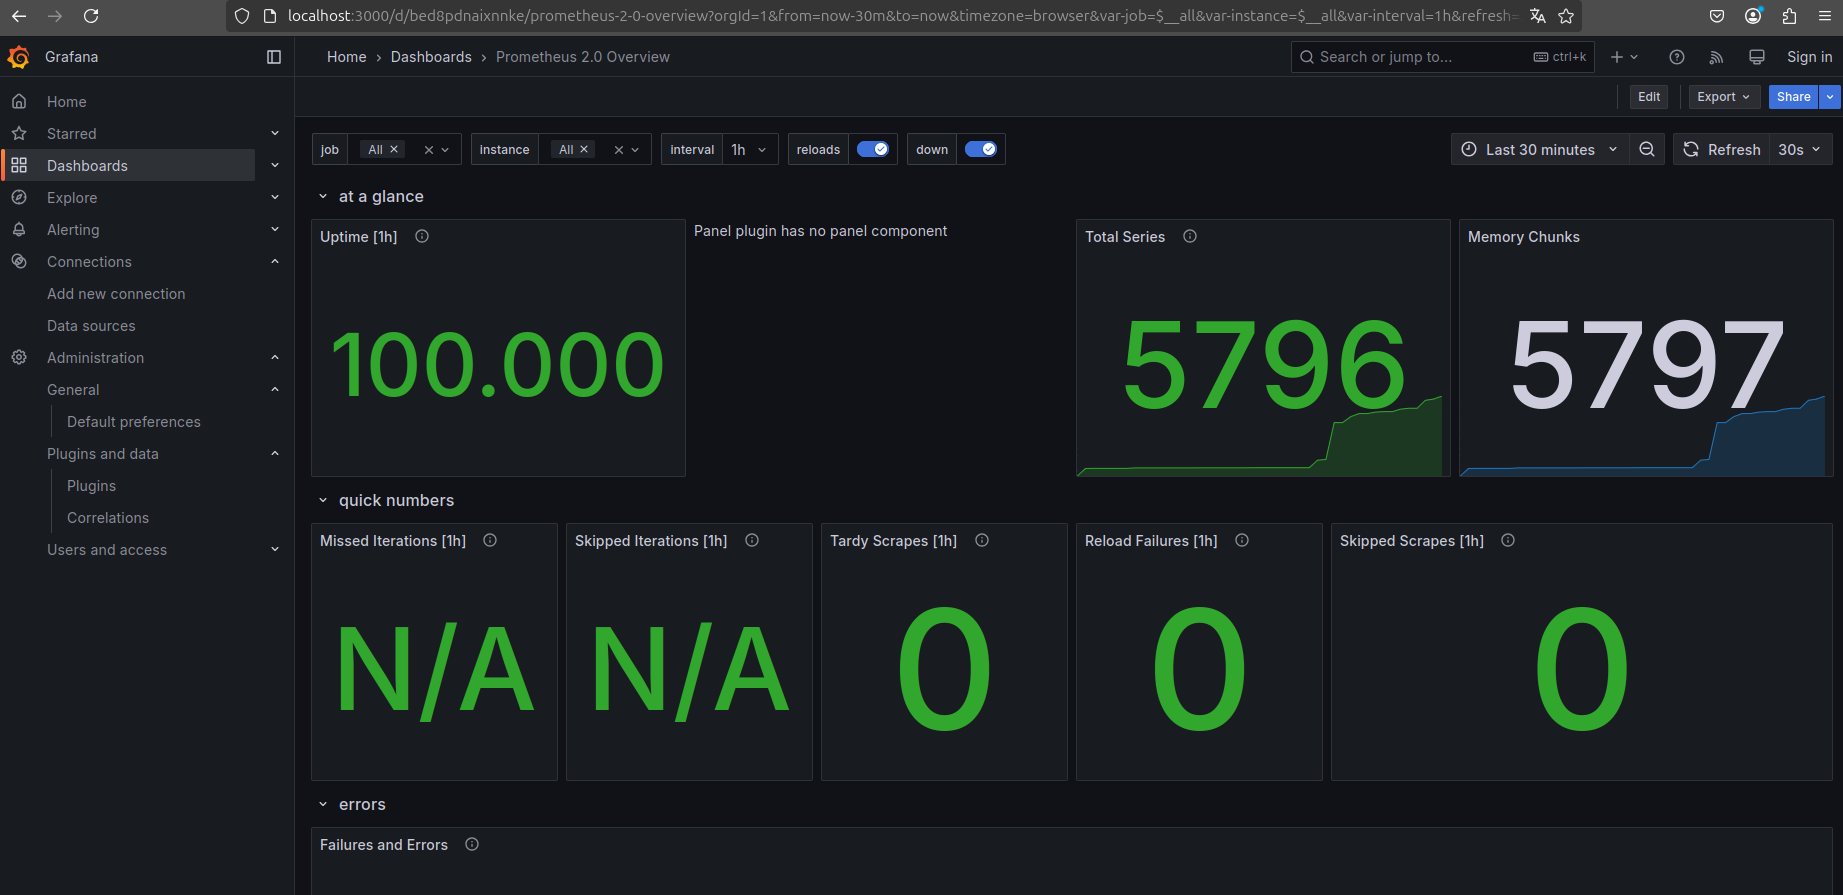 localhost:3000/d/bed8pdnaixnnke/prometheus-2-0-overview?orgId=1&from=now-30m&to=now&timezone=browser&var-job=$__all&var-instance=$__all&var-interval=1h&refresh=
Grafana
Home › Dashboards › Prometheus 2.0 Overview
Search or jump to...
ctrl+k
Sign in
Edit
Export
Share
Home
Starred
Dashboards
Explore
Alerting
Connections
Add new connection
Data sources
Administration
General
Default preferences
Plugins and data
Plugins
Correlations
Users and access
job All
instance All
interval 1h
reloads
down
Last 30 minutes
Refresh 30s
at a glance
Uptime [1h]
100.000
Panel plugin has no panel component
Total Series
5796
Memory Chunks
5797
quick numbers
Missed Iterations [1h]
N/A
Skipped Iterations [1h]
N/A
Tardy Scrapes [1h]
0
Reload Failures [1h]
0
Skipped Scrapes [1h]
0
errors
Failures and Errors